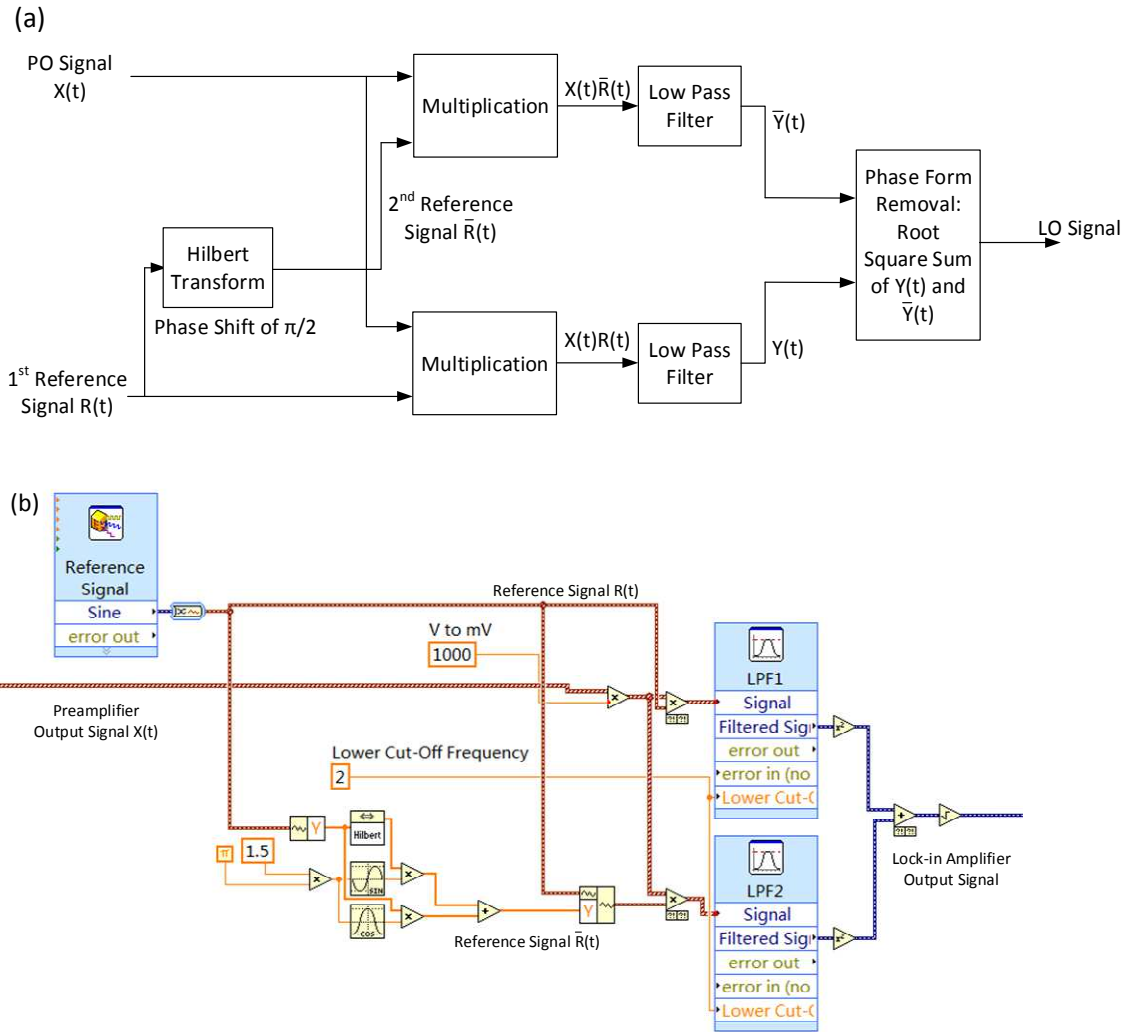 (a)
PO Signal
X(t)
Multiplication
X(t)R̅(t)
Low Pass
Filter
Y̅(t)
2nd Reference
Signal R̅(t)
Hilbert
Transform
Phase Shift of π/2
Phase Form
Removal:
Root
Square Sum
of Y(t) and
Y̅(t)
LO Signal
1st Reference
Signal R(t)
Multiplication
X(t)R(t)
Low Pass
Filter
Y(t)
(b)
Reference
Signal
Sine
error out
Reference Signal R(t)
V to mV
1000
Preamplifier
Output Signal X(t)
Lower Cut-Off Frequency
2
LPF1
Signal
Filtered Sig
error out
error in (no
Lower Cut-O
Y
Hilbert
π
1.5
SIN
COS
Y
Reference Signal R̅(t)
LPF2
Signal
Filtered Sig
error out
error in (no
Lower Cut-O
Lock-in Amplifier
Output Signal